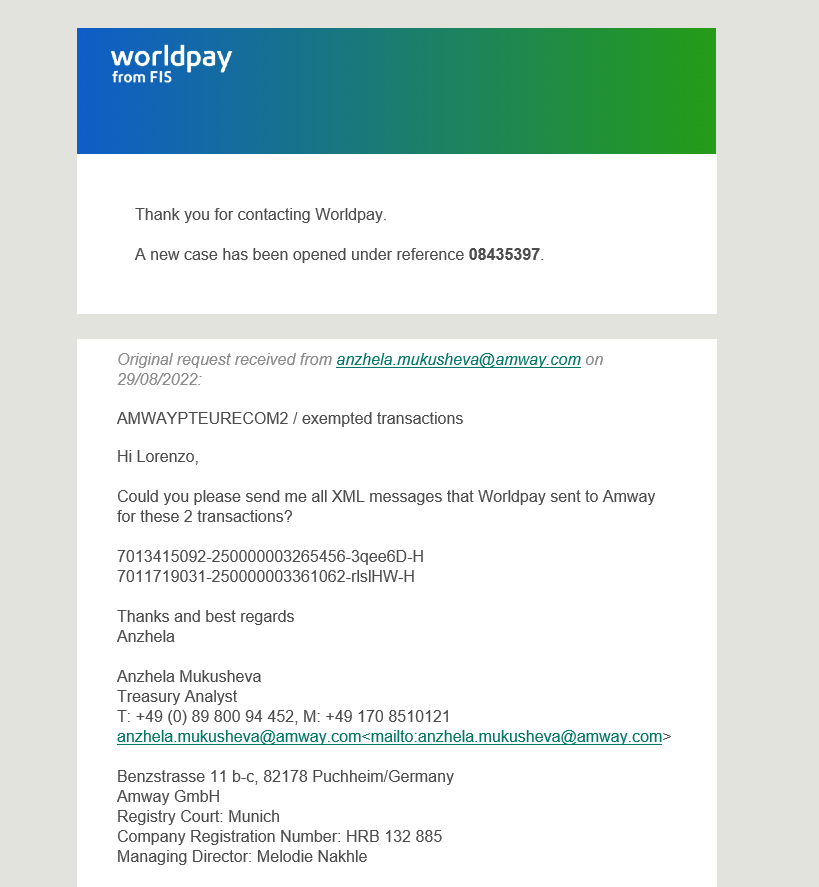 worldpay
from FIS
Thank you for contacting Worldpay.
A new case has been opened under reference 08435397.
Original request received from anzhela.mukusheva@amway.com on
29/08/2022:
AMWAYPTEURECOM2 / exempted transactions
Hi Lorenzo,
Could you please send me all XML messages that Worldpay sent to Amway
for these 2 transactions?
7013415092-250000003265456-3qee6D-H
7011719031-250000003361062-rlslHW-H
Thanks and best regards
Anzhela
Anzhela Mukusheva
Treasury Analyst
T: +49 (0) 89 800 94 452, M: +49 170 8510121
anzhela.mukusheva@amway.com<mailto:anzhela.mukusheva@amway.com>
Benzstrasse 11 b-c, 82178 Puchheim/Germany
Amway GmbH
Registry Court: Munich
Company Registration Number: HRB 132 885
Managing Director: Melodie Nakhle